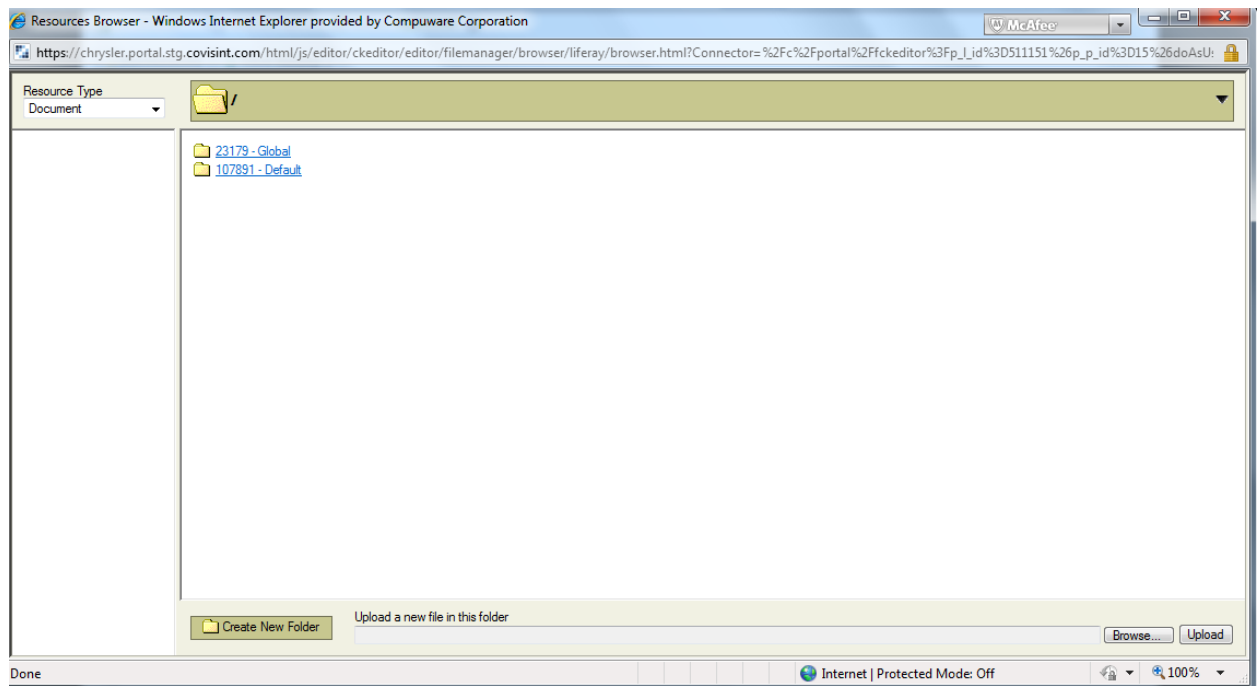 Resources Browser - Windows Internet Explorer provided by Compuware Corporation
McAfee
https://chrysler.portal.stg.covisint.com/html/js/editor/ckeditor/editor/filemanager/browser/liferay/browser.html?Connector=%2Fc%2Fportal%2Ffckeditor%3Fp_l_id%3D511151%26p_p_id%3D15%26doAsU
Resource Type
Document
/
23179 - Global
107891 - Default
Create New Folder
Upload a new file in this folder
Browse...
Upload
Done
Internet | Protected Mode: Off
100%